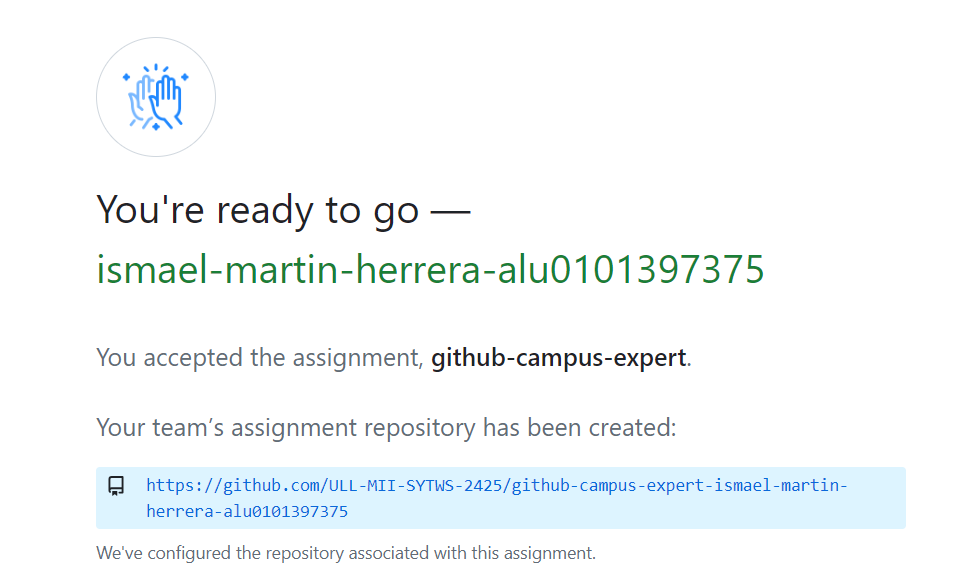 You're ready to go —
ismael-martin-herrera-alu0101397375
You accepted the assignment, github-campus-expert.
Your team’s assignment repository has been created:
https://github.com/ULL-MII-SYTWS-2425/github-campus-expert-ismael-martin-
herrera-alu0101397375
We've configured the repository associated with this assignment.